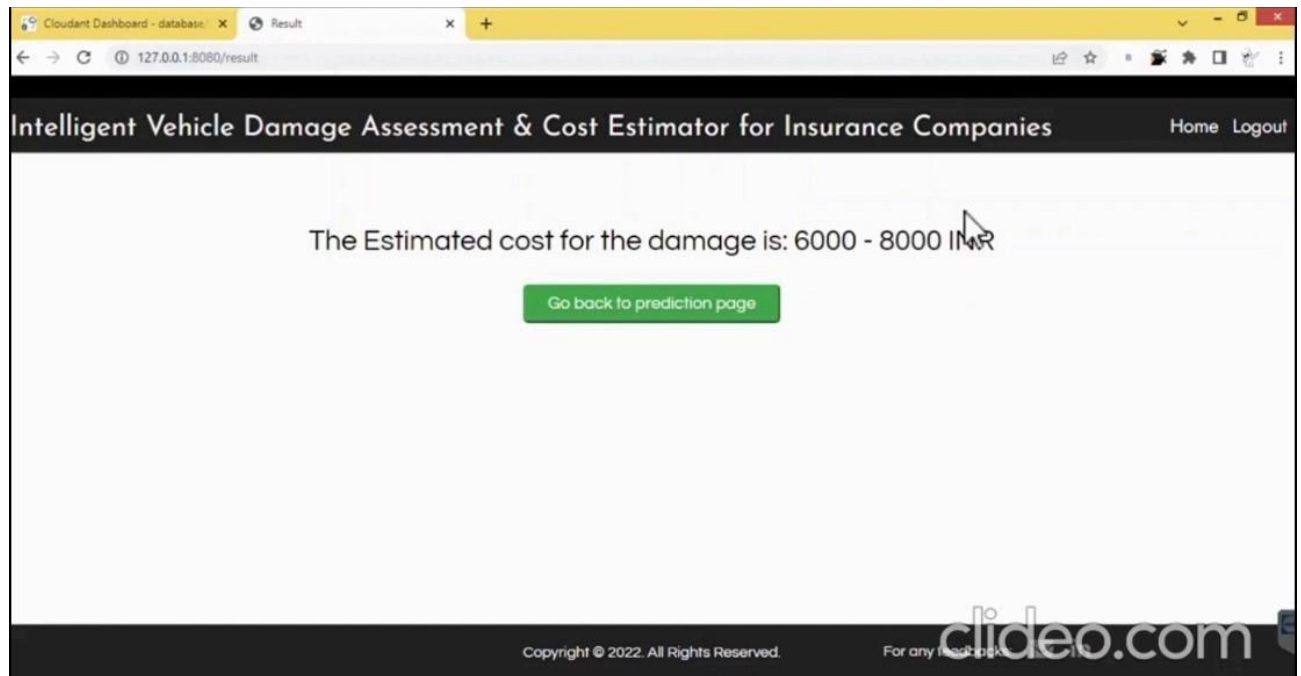 Cloudant Dashboard - database/
Result
127.0.0.1:8080/result
Intelligent Vehicle Damage Assessment & Cost Estimator for Insurance Companies
Home Logout
The Estimated cost for the damage is: 6000 - 8000 INR
Go back to prediction page
Copyright © 2022. All Rights Reserved.
For any feedbacks:
clideo.com